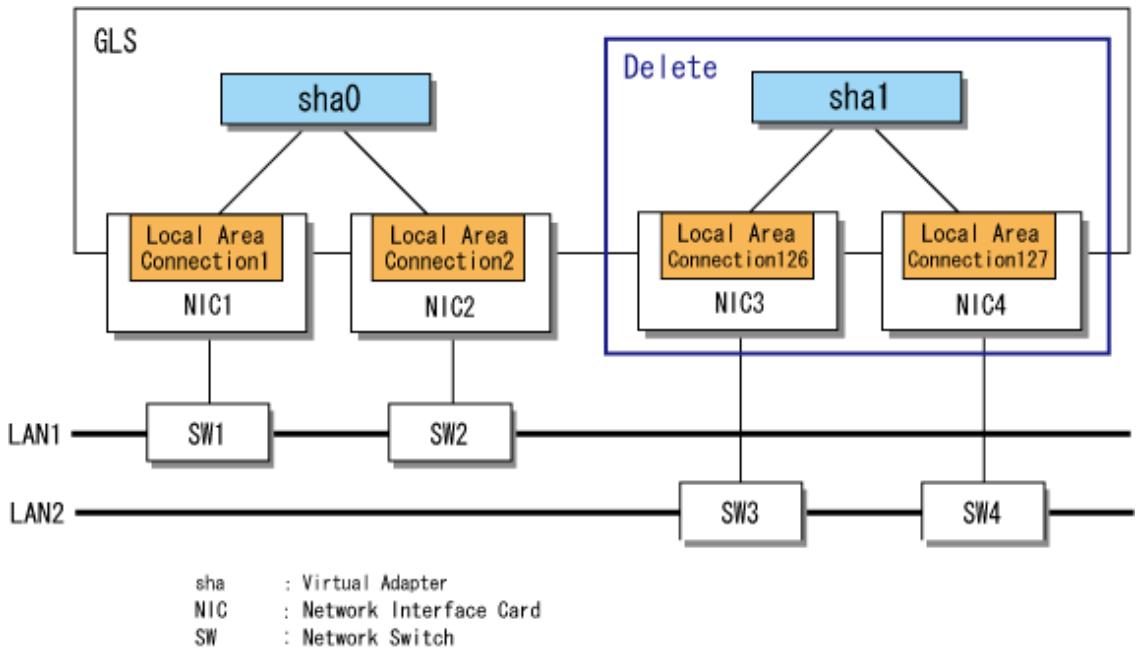 GLS
Delete
sha0
sha1
Local Area
Connection1
Local Area
Connection2
Local Area
Connection126
Local Area
Connection127
NIC1
NIC2
NIC3
NIC4
LAN1
SW1
SW2
LAN2
SW3
SW4
sha : Virtual Adapter
NIC : Network Interface Card
SW : Network Switch